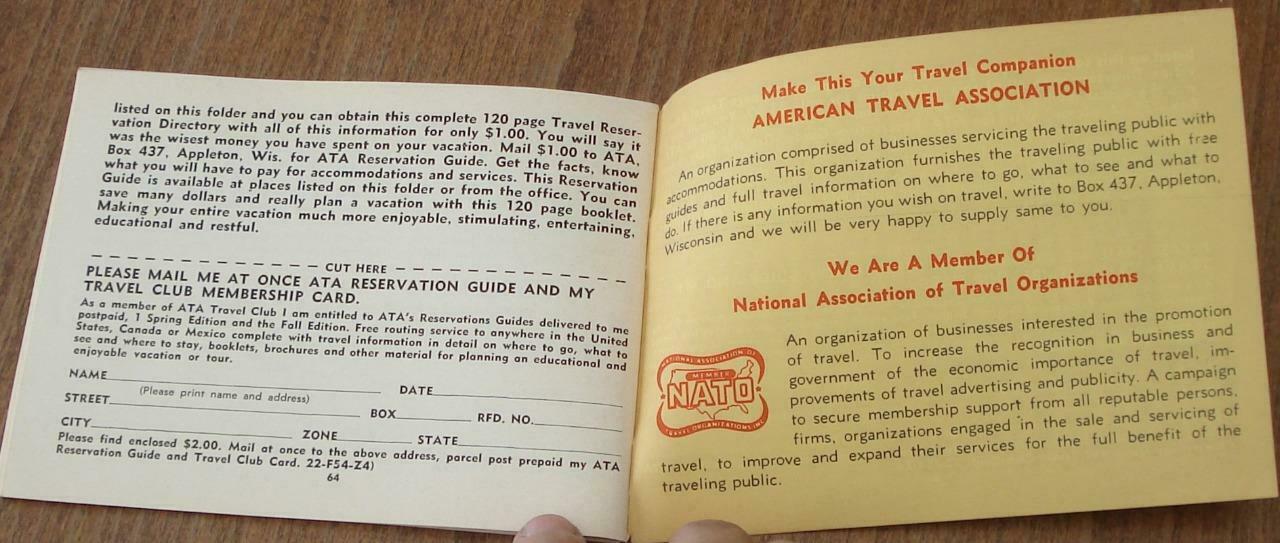 listed on this folder and you can obtain this complete 120 page Travel Reser-
vation Directory with all of this information for only $1.00. You will say it
was the wisest money you have spent on your vacation. Mail $1.00 to ATA,
Box 437, Appleton, Wis. for ATA Reservation Guide. Get the facts, know
what you will have to pay for accommodations and services. This Reservation
Guide is available at places listed on this folder or from the office. You can
save many dollars and really plan a vacation with this 120 page booklet.
Making your entire vacation much more enjoyable, stimulating, entertaining,
educational and restful.
CUT HERE
PLEASE MAIL ME AT ONCE ATA RESERVATION GUIDE AND MY
TRAVEL CLUB MEMBERSHIP CARD.
As a member of ATA Travel Club I am entitled to ATA's Reservations Guides delivered to me
postpaid, 1 Spring Edition and the Fall Edition. Free routing service to anywhere in the United
States, Canada or Mexico complete with travel information in detail on where to go, what to
see and where to stay, booklets, brochures and other material for planning an educational and
enjoyable vacation or tour.
NAME DATE
(Please print name and address)
STREET BOX RFD. NO.
CITY ZONE STATE
Please find enclosed $2.00. Mail at once to the above address, parcel post prepaid my ATA
Reservation Guide and Travel Club Card. 22-F54-Z4)
64
Make This Your Travel Companion
AMERICAN TRAVEL ASSOCIATION
An organization comprised of businesses servicing the traveling public with
accommodations. This organization furnishes the traveling public with free
guides and full travel information on where to go, what to see and what to
do. If there is any information you wish on travel, write to Box 437, Appleton,
Wisconsin and we will be very happy to supply same to you.
We Are A Member Of
National Association of Travel Organizations
NATIONAL ASSOCIATION OF
MEMBER
NATO
TRAVEL ORGANIZATIONS INC
An organization of businesses interested in the promotion
of travel. To increase the recognition in business and
government of the economic importance of travel, im-
provements of travel advertising and publicity. A campaign
to secure membership support from all reputable persons,
firms, organizations engaged in the sale and servicing of
travel, to improve and expand their services for the full benefit of the
traveling public.